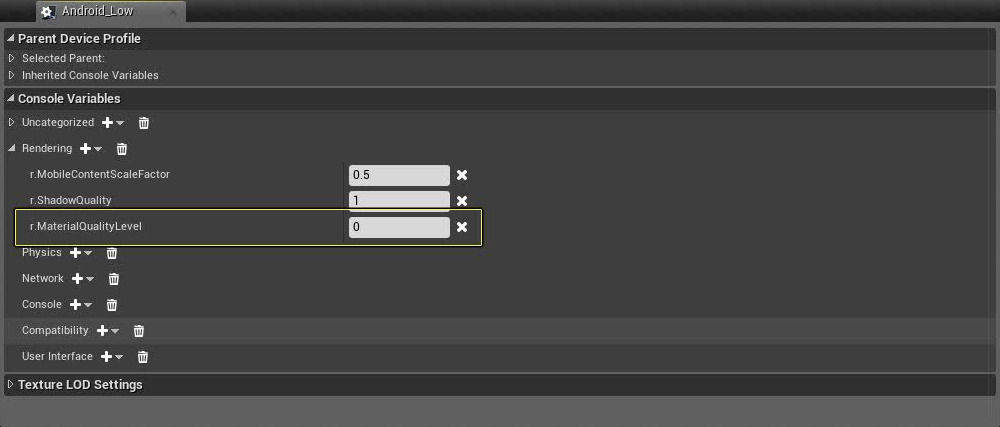 Android_Low
Parent Device Profile
Selected Parent:
Inherited Console Variables
Console Variables
Uncategorized
Rendering
r.MobileContentScaleFactor 0.5
r.ShadowQuality 1
r.MaterialQualityLevel 0
Physics
Network
Console
Compatibility
User Interface
Texture LOD Settings